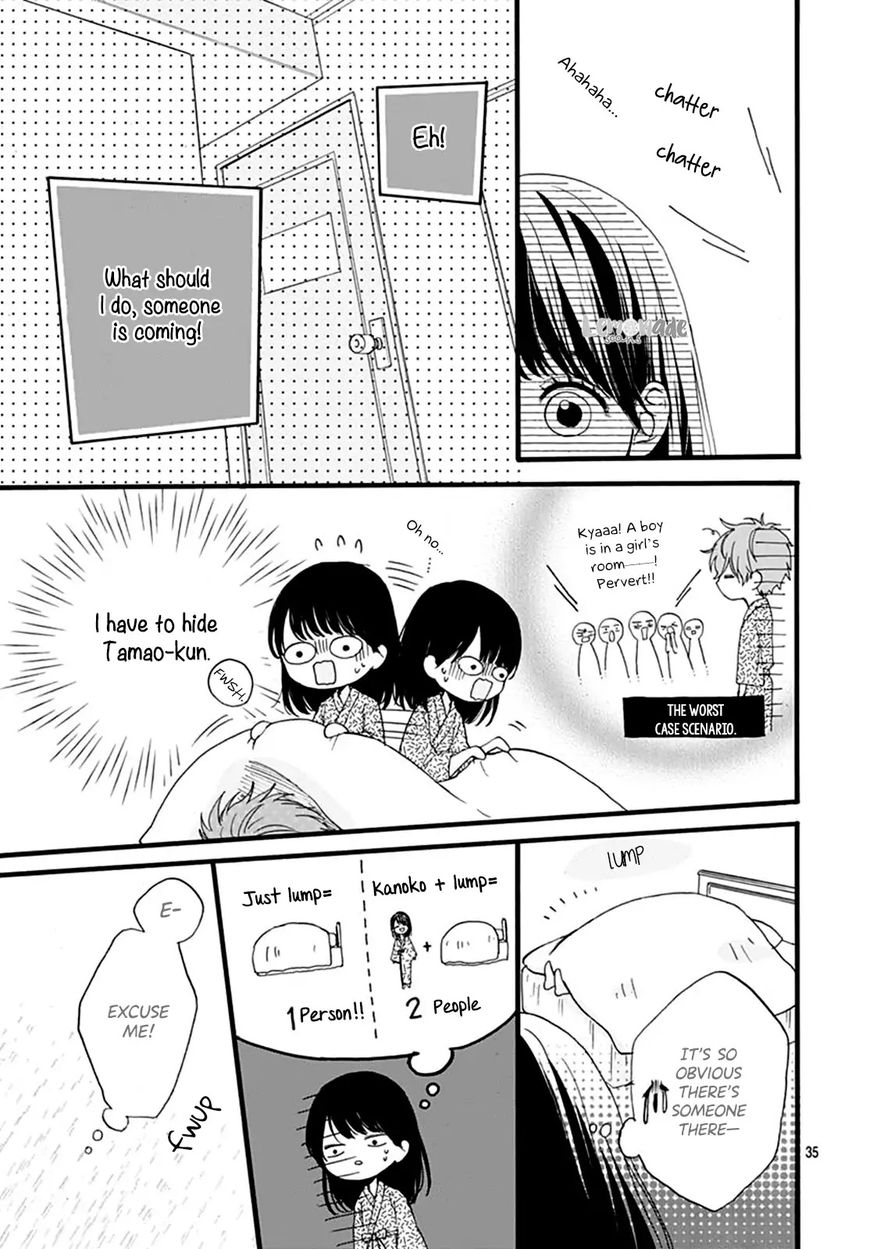 Ahahaha...
chatter
chatter
Eh!
What should
I do, someone
is coming!
Lemonade
Kyaaa! A boy
is in a girl's
room——!
Pervert!!
THE WORST
CASE SCENARIO.
Oh no...
I have to hide
Tamao-kun.
FWSH.
LUMP
IT'S SO
OBVIOUS
THERE'S
SOMEONE
THERE—
Kanoko + lump=
+
2 People
Just lump=
1 Person!!
E-
EXCUSE
ME!
FWUP
35